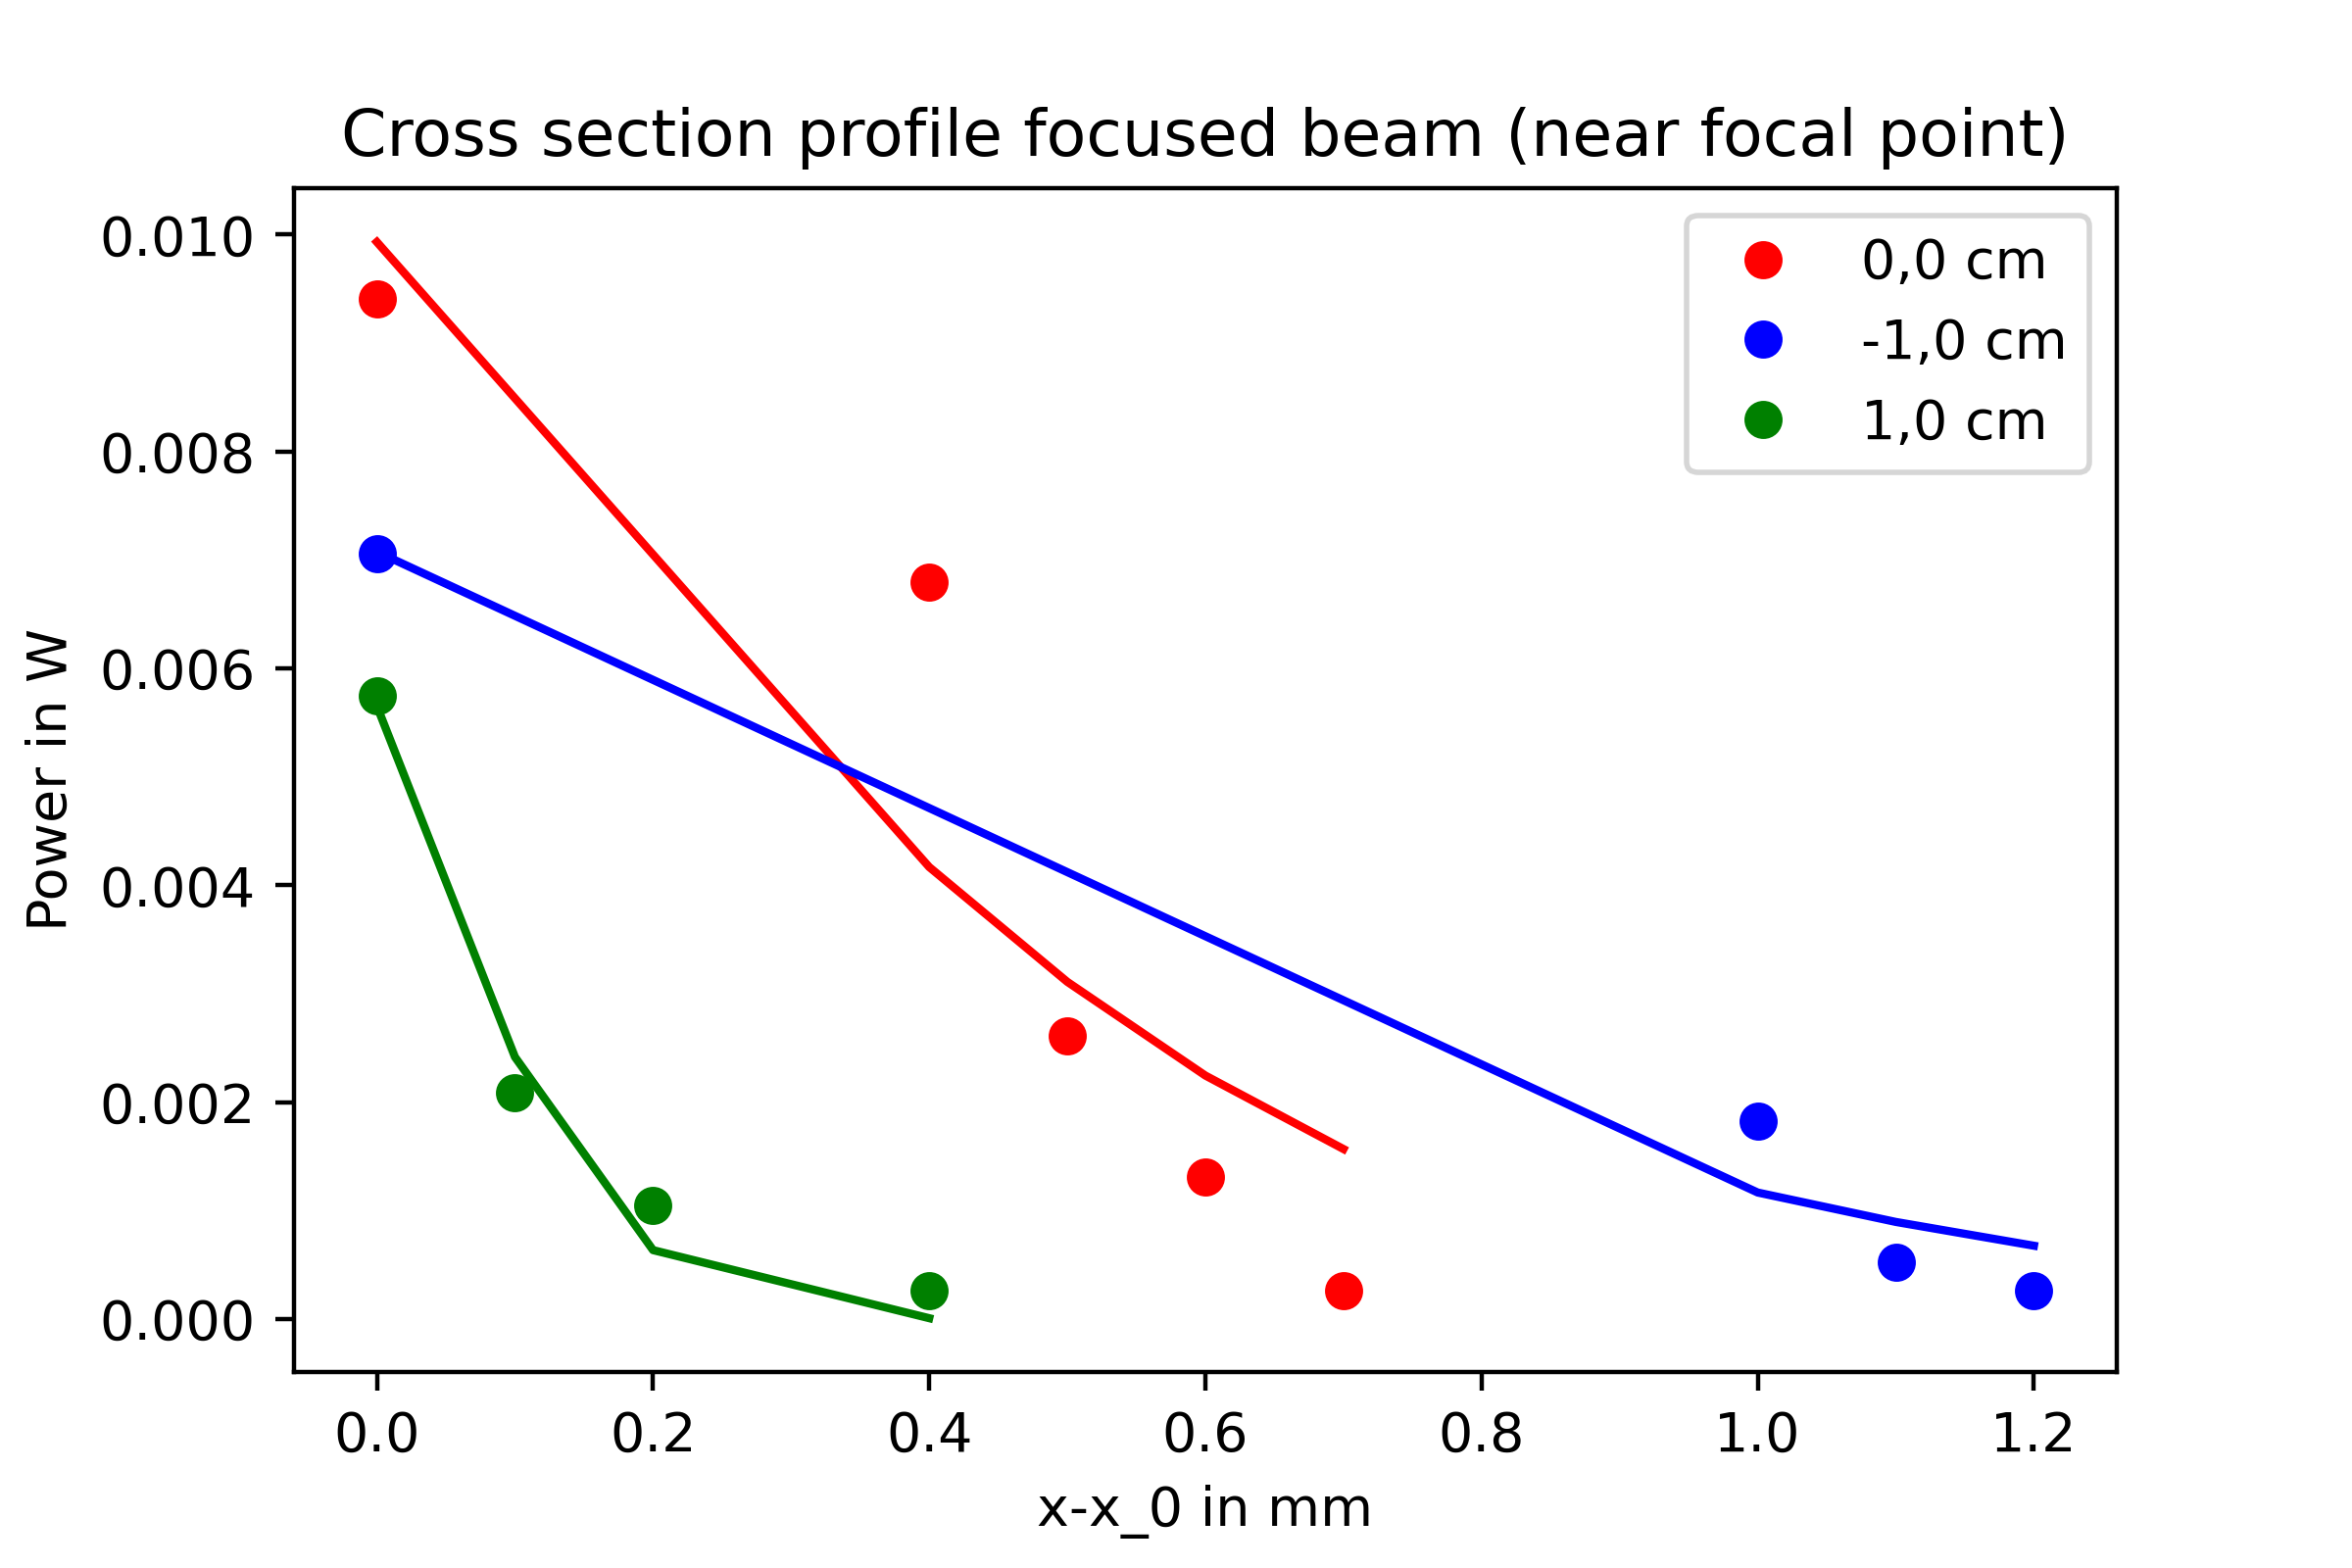 Cross section profile focused beam (near focal point)
0,0 cm
-1,0 cm
1,0 cm
Power in W
0.010
0.008
0.006
0.004
0.002
0.000
0.0 0.2 0.4 0.6 0.8 1.0 1.2
x-x_0 in mm